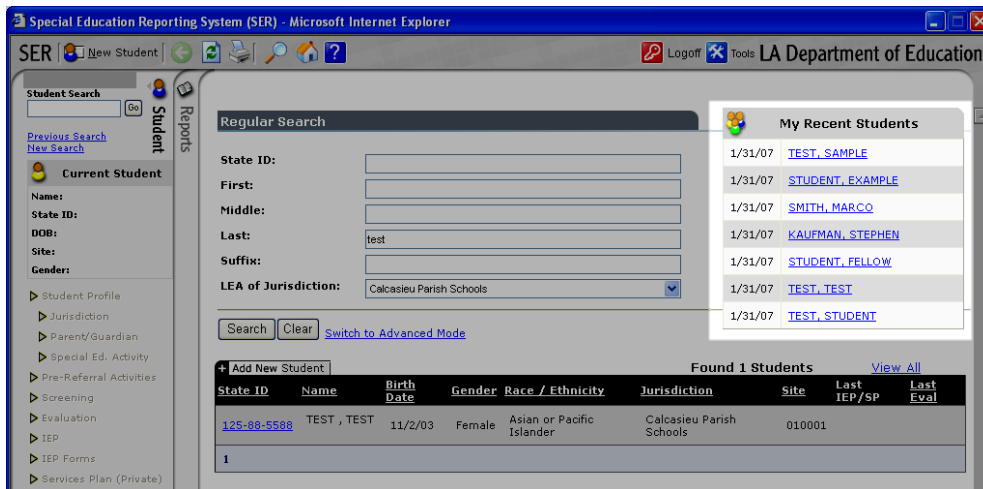 Special Education Reporting System (SER) - Microsoft Internet Explorer
SER New Student ? Logoff Tools LA Department of Education
Student Search
Go
Previous Search
New Search
Student
Reports
Current Student
Name:
State ID:
DOB:
Site:
Gender:
Student Profile
Jurisdiction
Parent/Guardian
Special Ed. Activity
Pre-Referral Activities
Screening
Evaluation
IEP
IEP Forms
Services Plan (Private)
Regular Search
State ID:
First:
Middle:
Last: test
Suffix:
LEA of Jurisdiction: Calcasieu Parish Schools
Search Clear Switch to Advanced Mode
My Recent Students
1/31/07 TEST, SAMPLE
1/31/07 STUDENT, EXAMPLE
1/31/07 SMITH, MARCO
1/31/07 KAUFMAN, STEPHEN
1/31/07 STUDENT, FELLOW
1/31/07 TEST, TEST
1/31/07 TEST, STUDENT
+ Add New Student Found 1 Students View All
State ID Name Birth Date Gender Race / Ethnicity Jurisdiction Site Last IEP/SP Last Eval
125-88-5588 TEST , TEST 11/2/03 Female Asian or Pacific Islander Calcasieu Parish Schools 010001
1